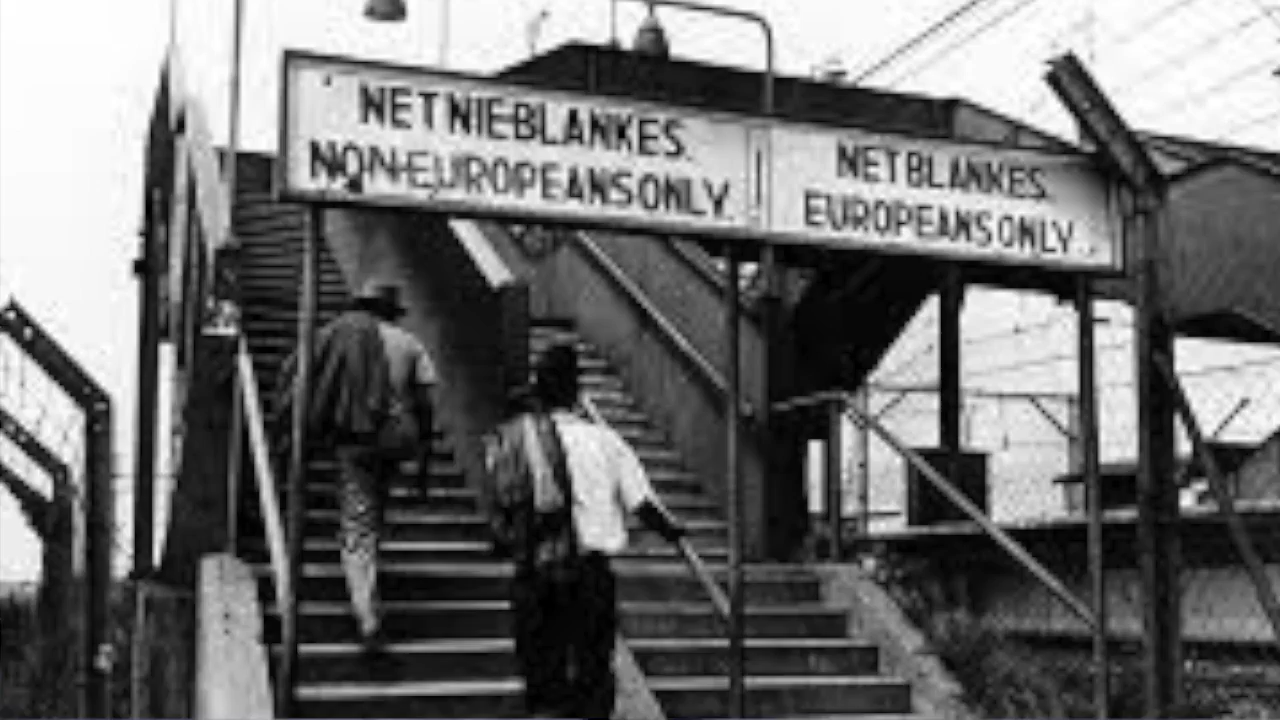 NET NIE-BLANKES.
NON-EUROPEANS ONLY.
NET BLANKES.
EUROPEANS ONLY.